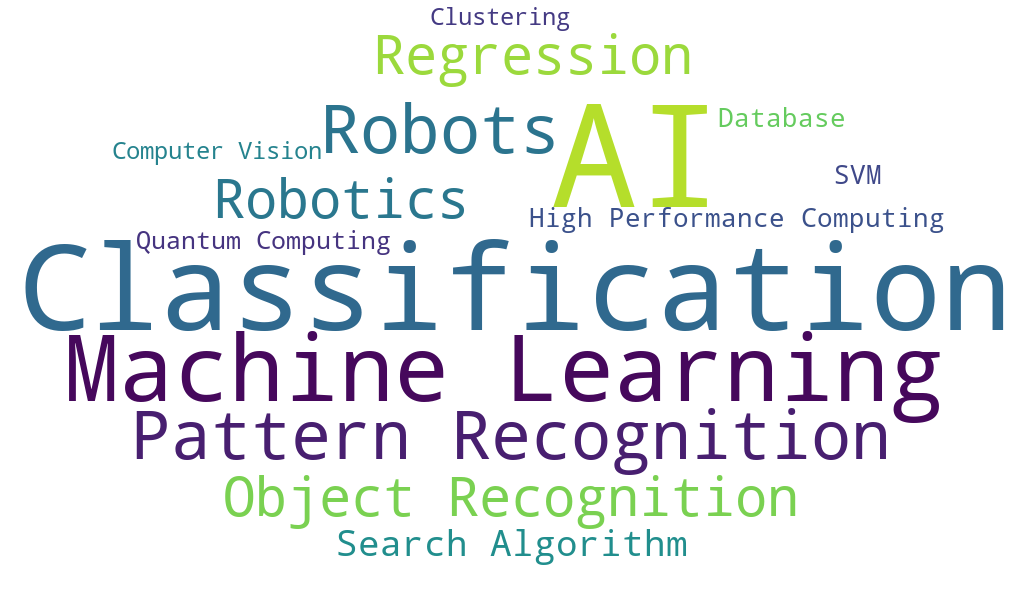 Clustering
Regression
Robots
AI
Database
Computer Vision
SVM
Robotics
High Performance Computing
Quantum Computing
Classification
Machine Learning
Pattern Recognition
Object Recognition
Search Algorithm